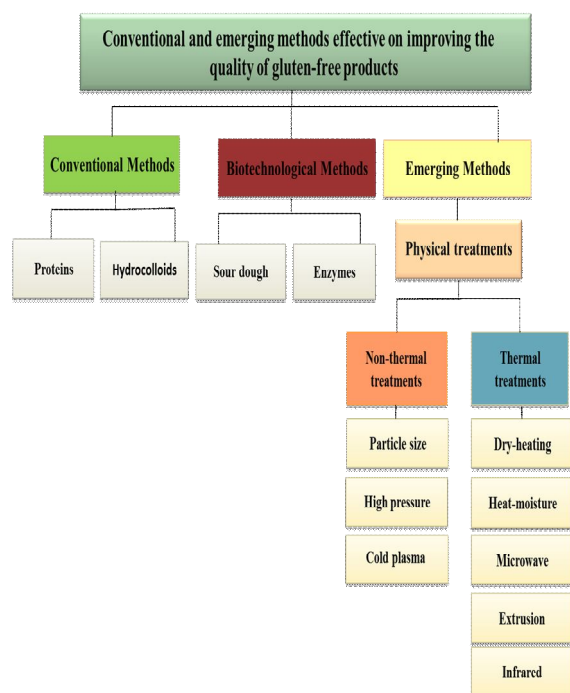 Conventional and emerging methods effective on improving the
quality of gluten-free products
Conventional Methods
Biotechnological Methods
Emerging Methods
Proteins
Hydrocolloids
Sour dough
Enzymes
Physical treatments
Non-thermal
treatments
Thermal
treatments
Particle size
Dry-heating
High pressure
Heat-moisture
Cold plasma
Microwave
Extrusion
Infrared